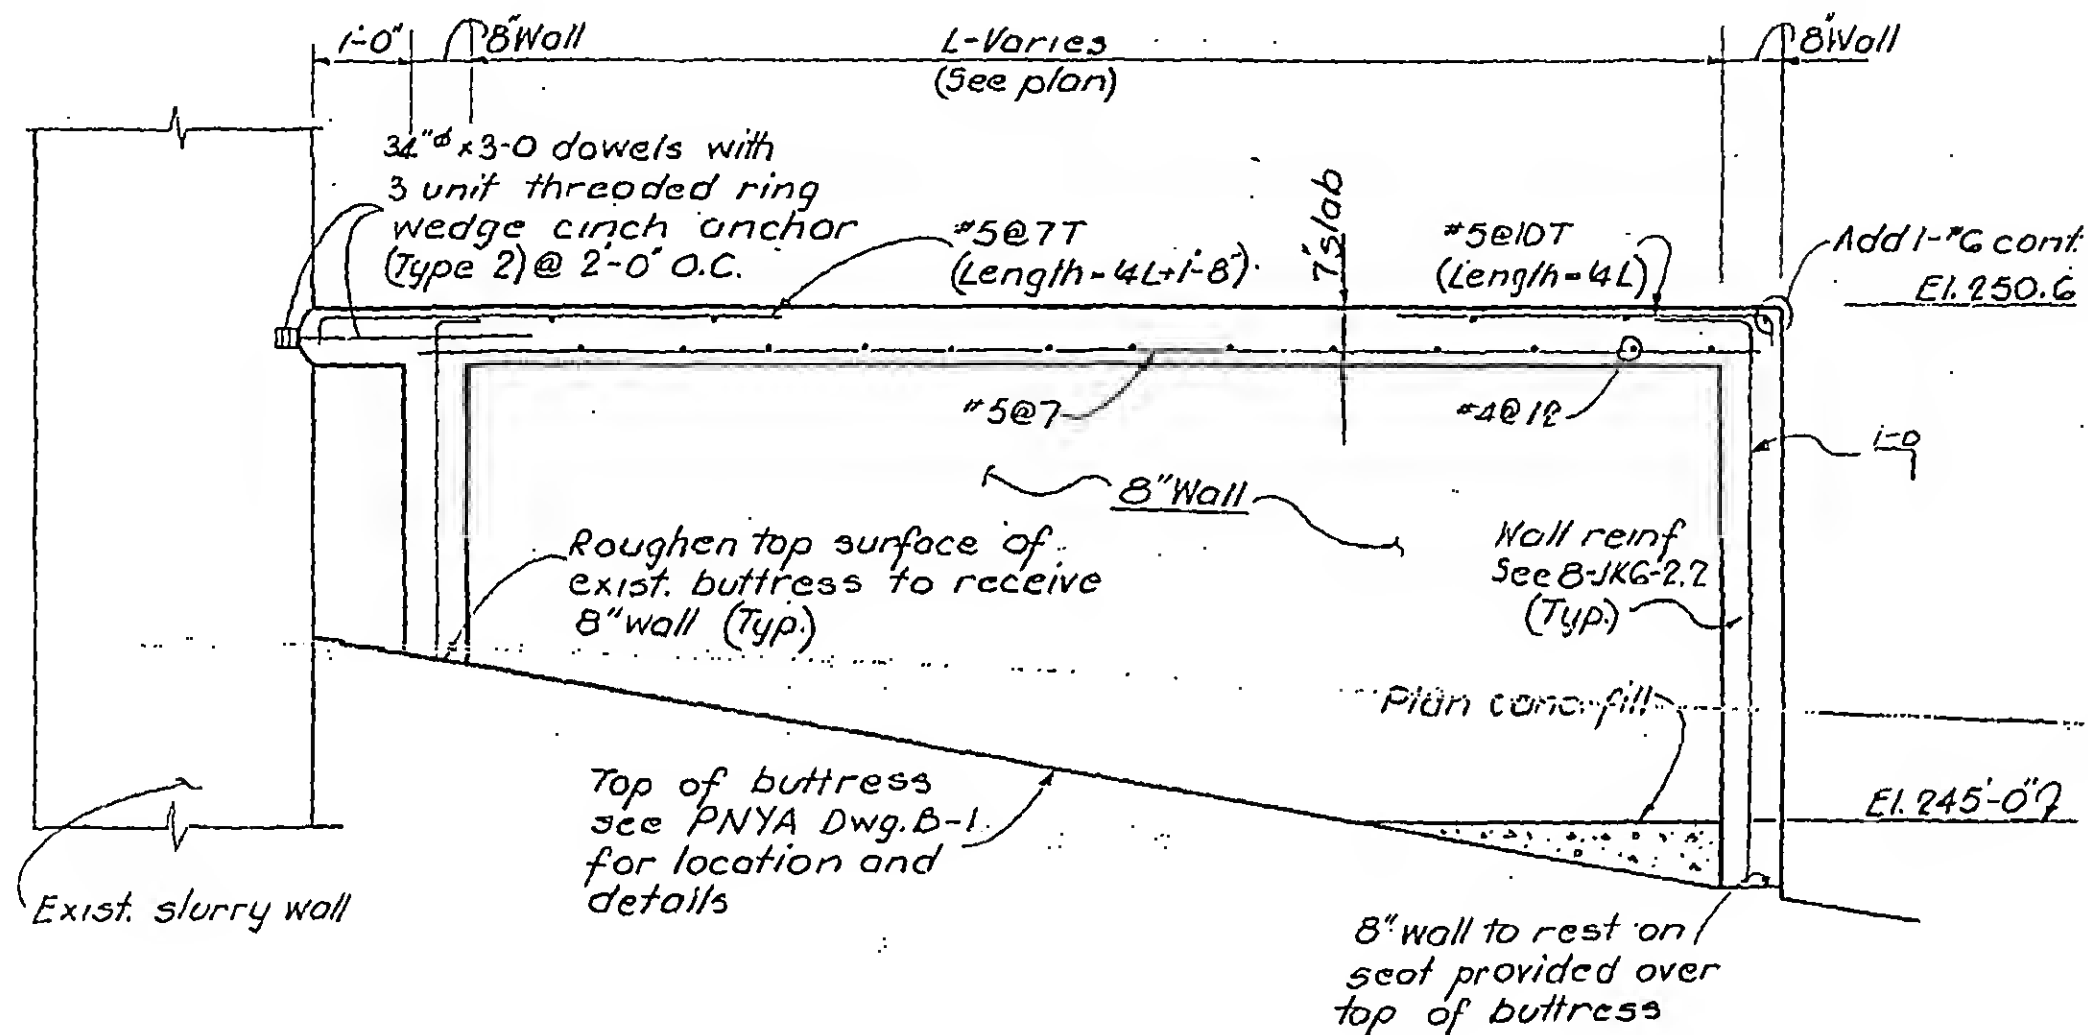 1'-0"
8" Wall
L-Varies
(See plan)
8" Wall
3/4"ϕ x 3-0 dowels with
3 unit threaded ring
wedge cinch anchor
(Type 2) @ 2'-0" O.C.
#5@7T
(Length = 1/4L+1'-8")
7" slab
#5@10T
(Length = 1/4L)
Add 1-#6 cont.
El. 250.6
#5@7
#4@12
8" Wall
Roughen top surface of
exist. buttress to receive
8" wall (Typ.)
Wall reinf
See 8-JKG-2.2
(Typ.)
Plan conc. fill
Top of buttress
see PNYA Dwg. B-1
for location and
details
El. 245'-0"
Exist. slurry wall
8" wall to rest on
seat provided over
top of buttress